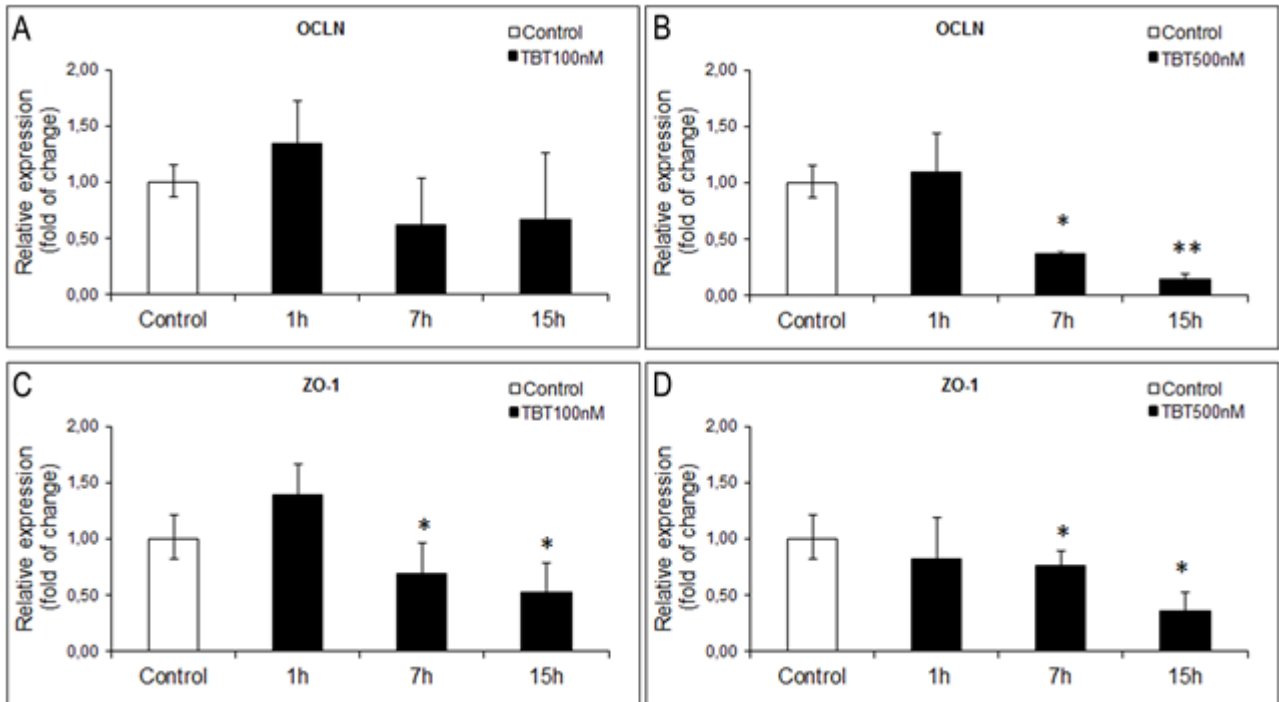 A
OCLN
Control
TBT100nM
Relative expression
(fold of change)
2,00
1,50
1,00
0,50
0,00
Control 1h 7h 15h
B
OCLN
Control
TBT500nM
Relative expression
(fold of change)
2,00
1,50
1,00
0,50
0,00
*
**
Control 1h 7h 15h
C
ZO-1
Control
TBT100nM
Relative expression
(fold of change)
2,00
1,50
1,00
0,50
0,00
*
*
Control 1h 7h 15h
D
ZO-1
Control
TBT500nM
Relative expression
(fold of change)
2,00
1,50
1,00
0,50
0,00
*
*
Control 1h 7h 15h